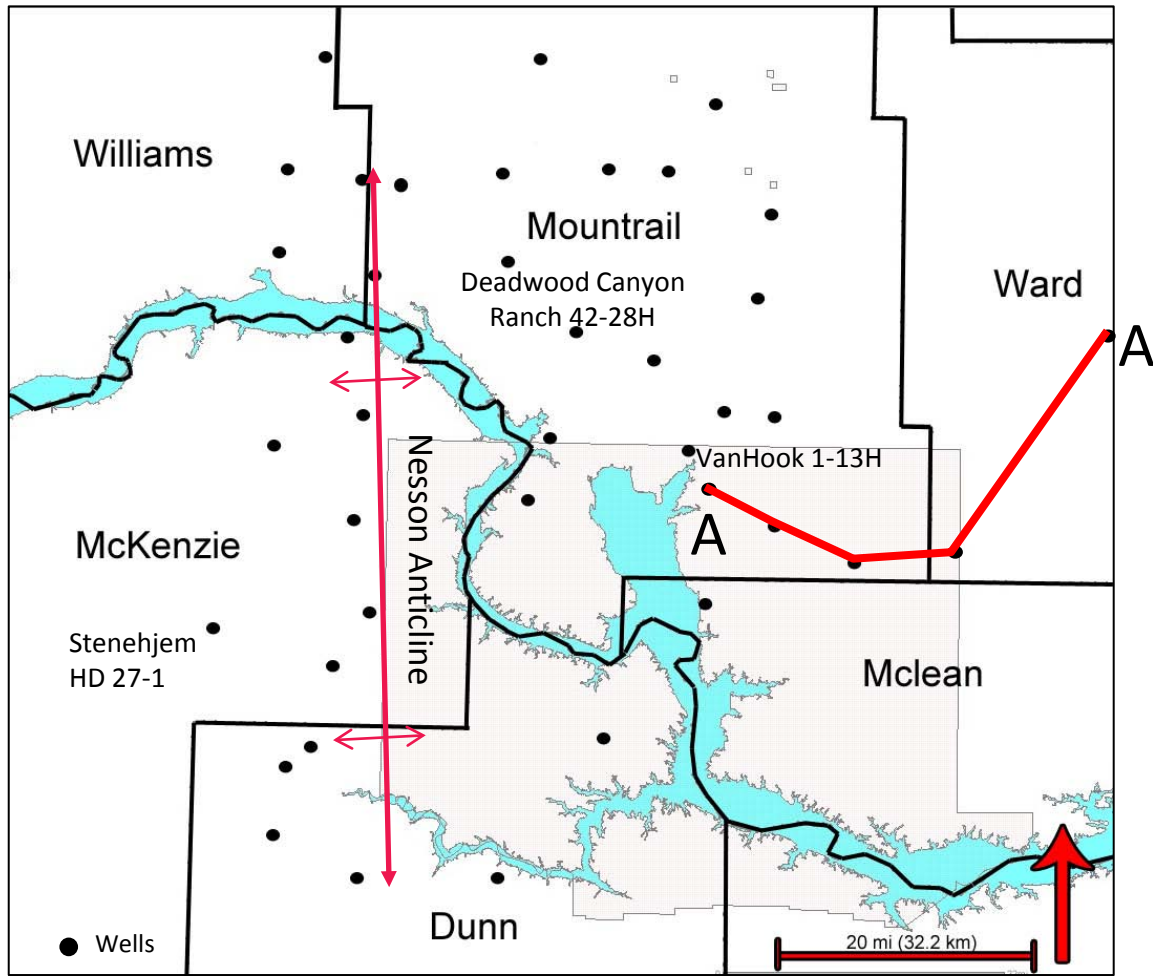 Williams
Mountrail
Deadwood Canyon
Ranch 42-28H
Ward
A
VanHook 1-13H
A
Nesson Anticline
McKenzie
Stenehjem
HD 27-1
Mclean
Dunn
Wells
20 mi (32.2 km)